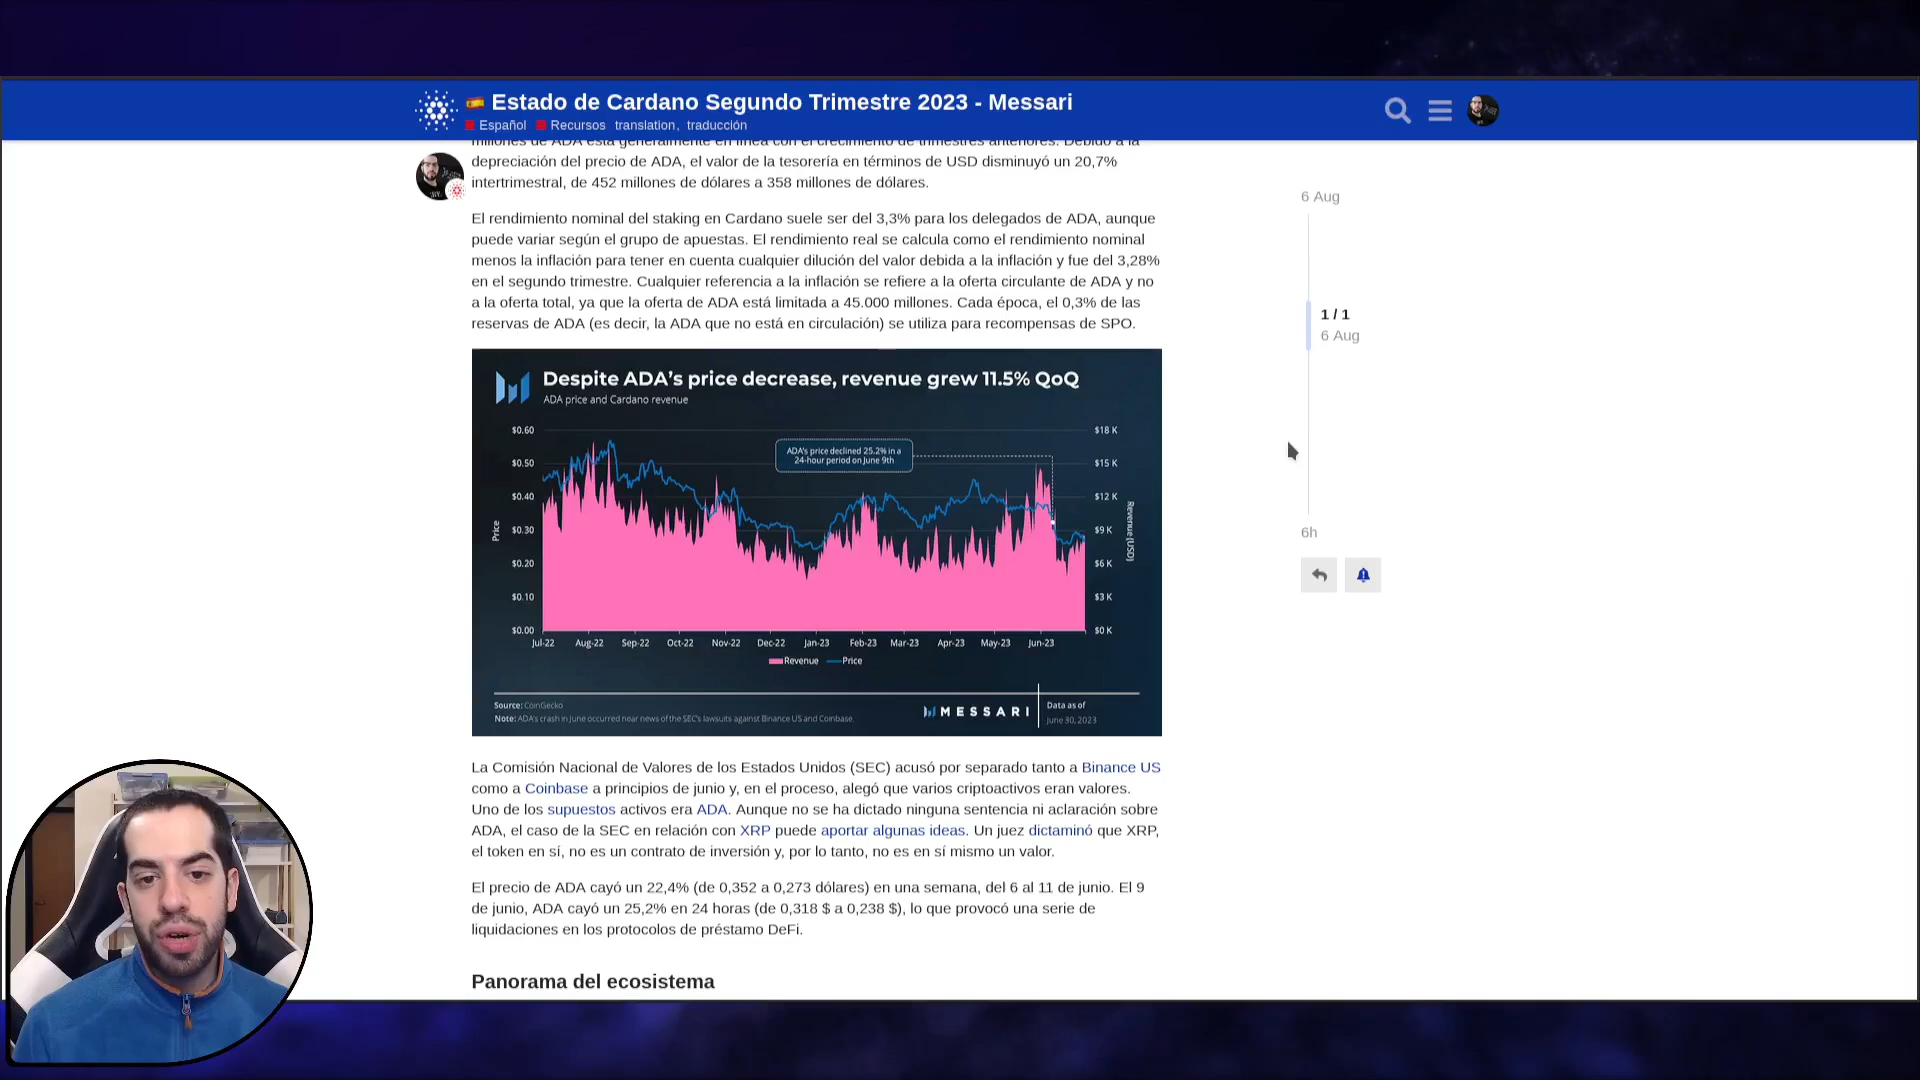 Estado de Cardano Segundo Trimestre 2023 - Messari
Español Recursos translation, traducción
millones de ADA está generalmente en línea con el crecimiento de trimestres anteriores. Debido a la
depreciación del precio de ADA, el valor de la tesorería en términos de USD disminuyó un 20,7%
intertrimestral, de 452 millones de dólares a 358 millones de dólares.
El rendimiento nominal del staking en Cardano suele ser del 3,3% para los delegados de ADA, aunque
puede variar según el grupo de apuestas. El rendimiento real se calcula como el rendimiento nominal
menos la inflación para tener en cuenta cualquier dilución del valor debida a la inflación y fue del 3,28%
en el segundo trimestre. Cualquier referencia a la inflación se refiere a la oferta circulante de ADA y no
a la oferta total, ya que la oferta de ADA está limitada a 45.000 millones. Cada época, el 0,3% de las
reservas de ADA (es decir, la ADA que no está en circulación) se utiliza para recompensas de SPO.
Despite ADA's price decrease, revenue grew 11.5% QoQ
ADA price and Cardano revenue
$0.60
$0.50
$0.40
$0.30
$0.20
$0.10
$0.00
Price
ADA's price declined 25.2% in a
24-hour period on June 9th
$18 K
$15 K
$12 K
$9 K
$6 K
$3 K
$0 K
Revenue (USD)
Jul-22 Aug-22 Sep-22 Oct-22 Nov-22 Dec-22 Jan-23 Feb-23 Mar-23 Apr-23 May-23 Jun-23
Revenue Price
Source: CoinGecko
Note: ADA's crash in June occurred near news of the SEC's lawsuits against Binance US and Coinbase.
MESSARI
Data as of
June 30, 2023
La Comisión Nacional de Valores de los Estados Unidos (SEC) acusó por separado tanto a Binance US
como a Coinbase a principios de junio y, en el proceso, alegó que varios criptoactivos eran valores.
Uno de los supuestos activos era ADA. Aunque no se ha dictado ninguna sentencia ni aclaración sobre
ADA, el caso de la SEC en relación con XRP puede aportar algunas ideas. Un juez dictaminó que XRP,
el token en sí, no es un contrato de inversión y, por lo tanto, no es en sí mismo un valor.
El precio de ADA cayó un 22,4% (de 0,352 a 0,273 dólares) en una semana, del 6 al 11 de junio. El 9
de junio, ADA cayó un 25,2% en 24 horas (de 0,318 $ a 0,238 $), lo que provocó una serie de
liquidaciones en los protocolos de préstamo DeFi.
Panorama del ecosistema
6 Aug
1 / 1
6 Aug
6h